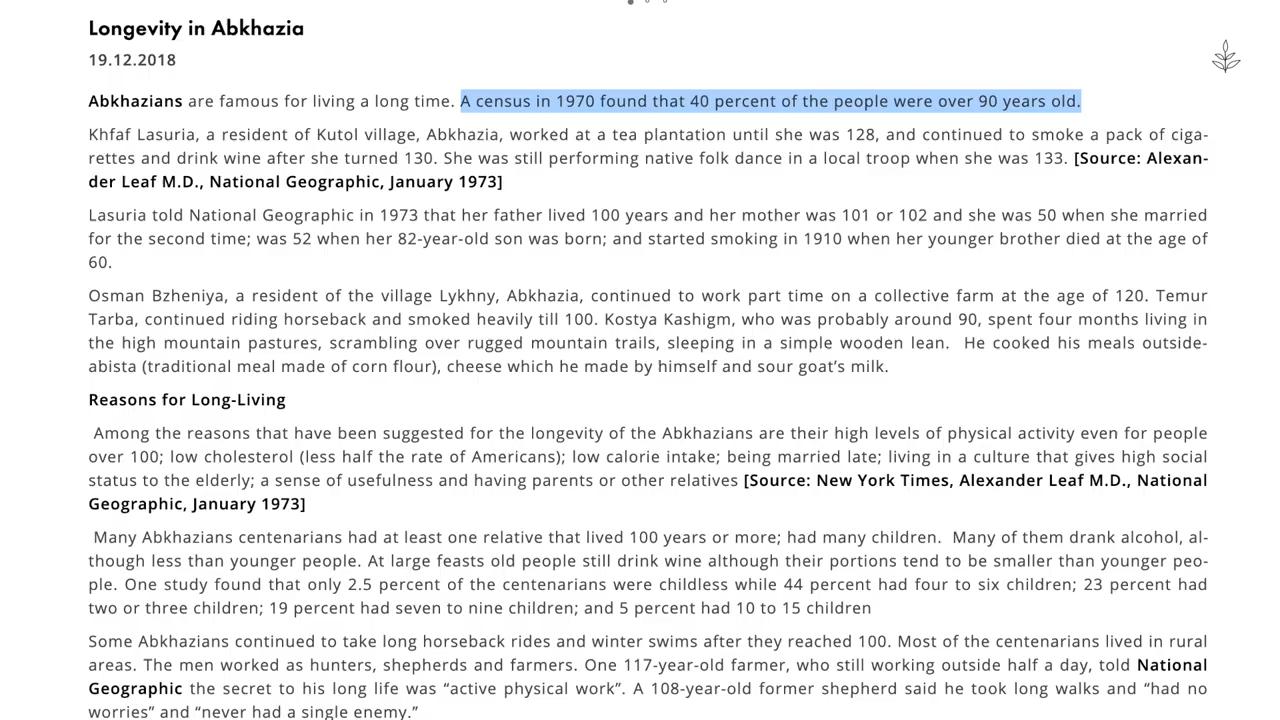 Longevity in Abkhazia
19.12.2018
Abkhazians are famous for living a long time. A census in 1970 found that 40 percent of the people were over 90 years old.
Khfaf Lasuria, a resident of Kutol village, Abkhazia, worked at a tea plantation until she was 128, and continued to smoke a pack of ciga-
rettes and drink wine after she turned 130. She was still performing native folk dance in a local troop when she was 133. [Source: Alexan-
der Leaf M.D., National Geographic, January 1973]
Lasuria told National Geographic in 1973 that her father lived 100 years and her mother was 101 or 102 and she was 50 when she married
for the second time; was 52 when her 82-year-old son was born; and started smoking in 1910 when her younger brother died at the age of
60.
Osman Bzheniya, a resident of the village Lykhny, Abkhazia, continued to work part time on a collective farm at the age of 120. Temur
Tarba, continued riding horseback and smoked heavily till 100. Kostya Kashigm, who was probably around 90, spent four months living in
the high mountain pastures, scrambling over rugged mountain trails, sleeping in a simple wooden lean.  He cooked his meals outside-
abista (traditional meal made of corn flour), cheese which he made by himself and sour goat’s milk.
Reasons for Long-Living
Among the reasons that have been suggested for the longevity of the Abkhazians are their high levels of physical activity even for people
over 100; low cholesterol (less half the rate of Americans); low calorie intake; being married late; living in a culture that gives high social
status to the elderly; a sense of usefulness and having parents or other relatives [Source: New York Times, Alexander Leaf M.D., National
Geographic, January 1973]
Many Abkhazians centenarians had at least one relative that lived 100 years or more; had many children.  Many of them drank alcohol, al-
though less than younger people. At large feasts old people still drink wine although their portions tend to be smaller than younger peo-
ple. One study found that only 2.5 percent of the centenarians were childless while 44 percent had four to six children; 23 percent had
two or three children; 19 percent had seven to nine children; and 5 percent had 10 to 15 children
Some Abkhazians continued to take long horseback rides and winter swims after they reached 100. Most of the centenarians lived in rural
areas. The men worked as hunters, shepherds and farmers. One 117-year-old farmer, who still working outside half a day, told National
Geographic the secret to his long life was “active physical work”. A 108-year-old former shepherd said he took long walks and “had no
worries” and “never had a single enemy.”